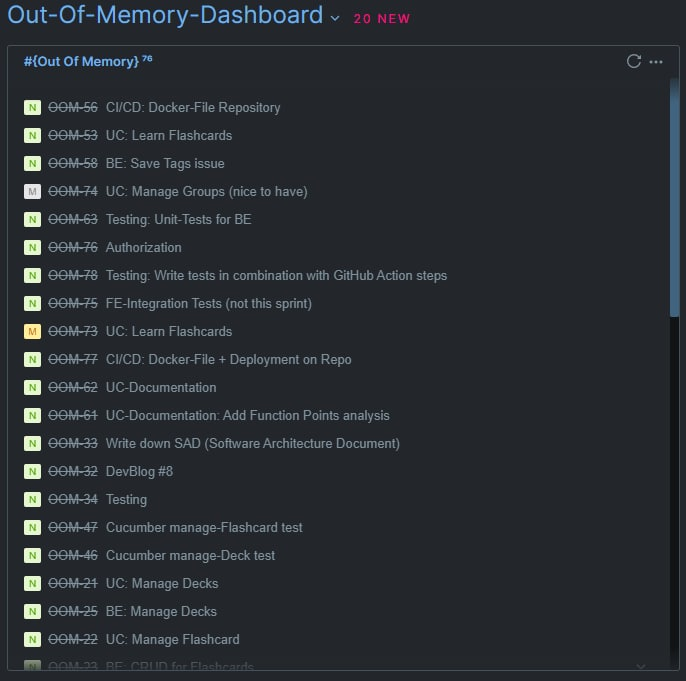 Out-Of-Memory-Dashboard 20 NEW
#{Out Of Memory} 76
N OOM-56 CI/CD: Docker-File Repository
N OOM-53 UC: Learn Flashcards
N OOM-58 BE: Save Tags issue
M OOM-74 UC: Manage Groups (nice to have)
N OOM-63 Testing: Unit-Tests for BE
N OOM-76 Authorization
N OOM-78 Testing: Write tests in combination with GitHub Action steps
N OOM-75 FE-Integration Tests (not this sprint)
M OOM-73 UC: Learn Flashcards
N OOM-77 CI/CD: Docker-File + Deployment on Repo
N OOM-62 UC-Documentation
N OOM-61 UC-Documentation: Add Function Points analysis
N OOM-33 Write down SAD (Software Architecture Document)
N OOM-32 DevBlog #8
N OOM-34 Testing
N OOM-47 Cucumber manage-Flashcard test
N OOM-46 Cucumber manage-Deck test
N OOM-21 UC: Manage Decks
N OOM-25 BE: Manage Decks
N OOM-22 UC: Manage Flashcard
N OOM-23 BE: CRUD for Flashcards